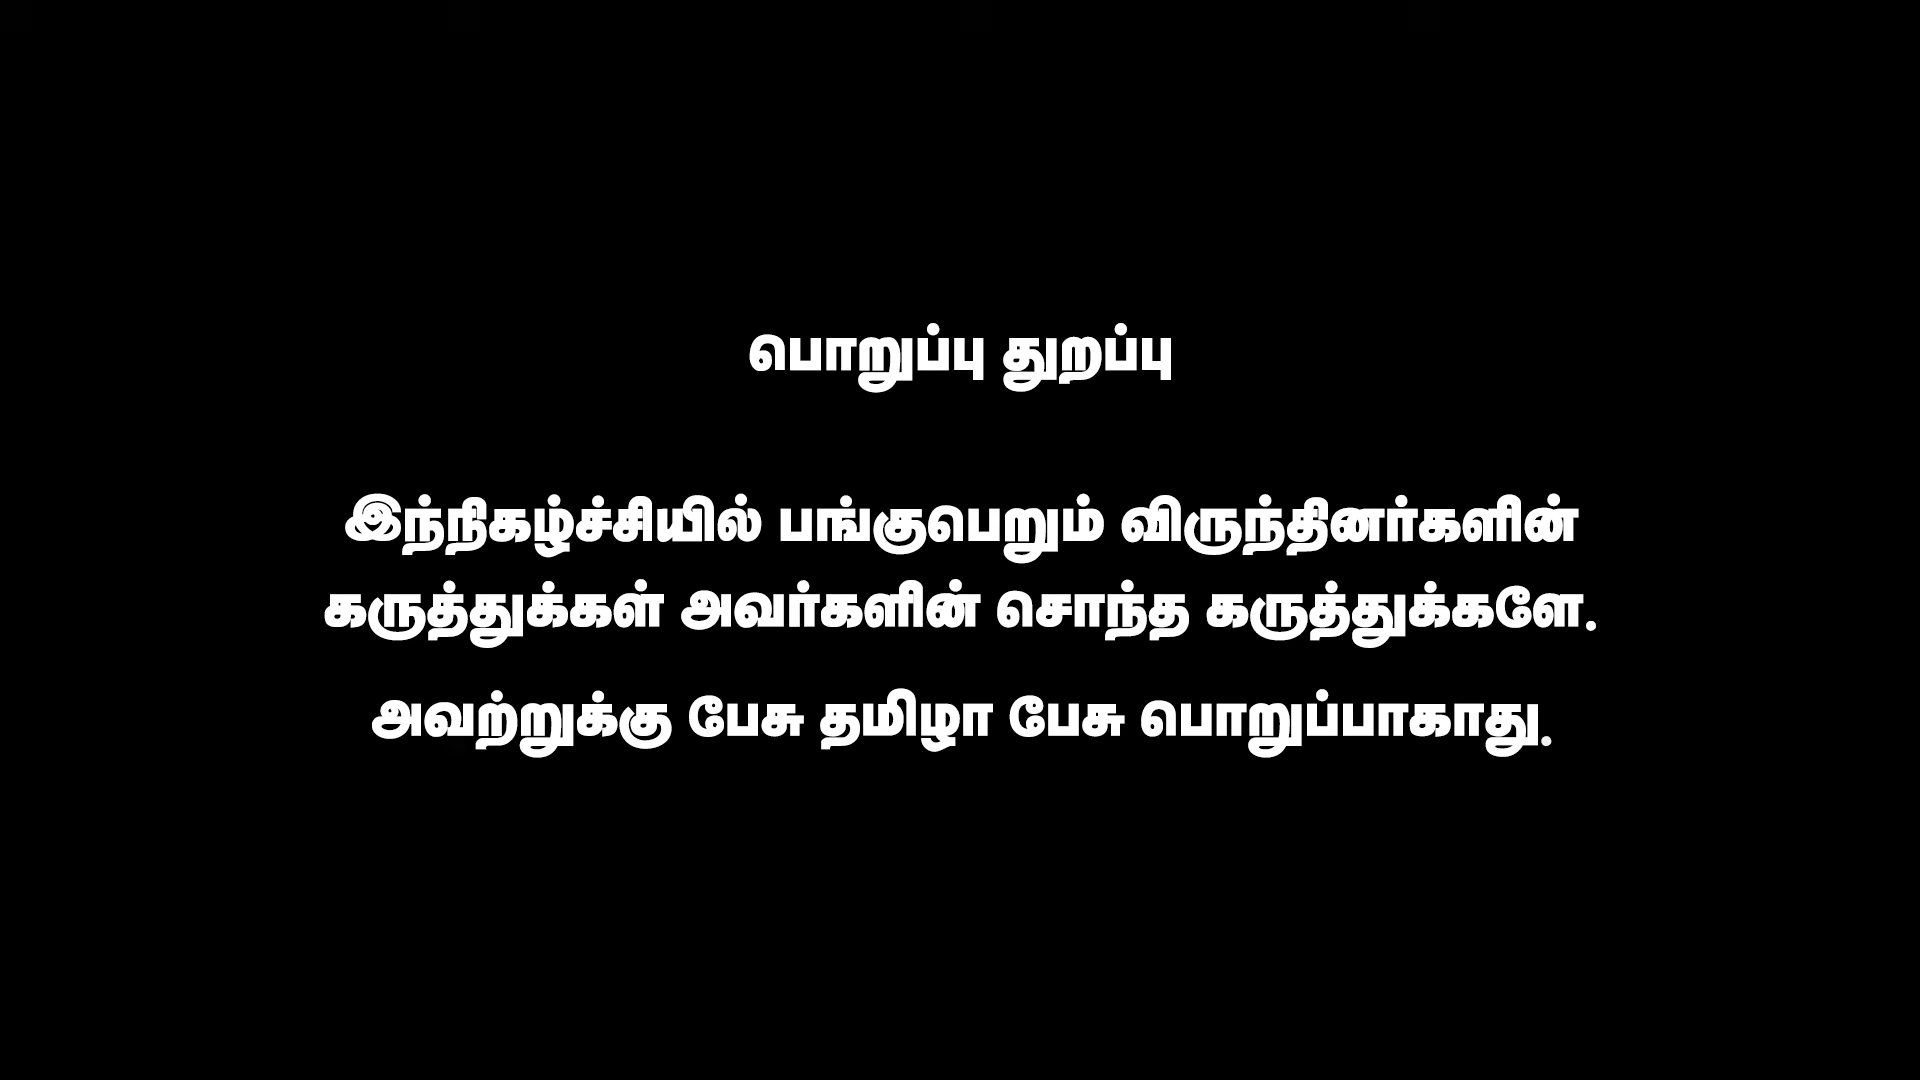 பொறுப்பு துறப்பு
இந்நிகழ்ச்சியில் பங்குபெறும் விருந்தினர்களின்
கருத்துக்கள் அவர்களின் சொந்த கருத்துக்களே.
அவற்றுக்கு பேசு தமிழா பேசு பொறுப்பாகாது.